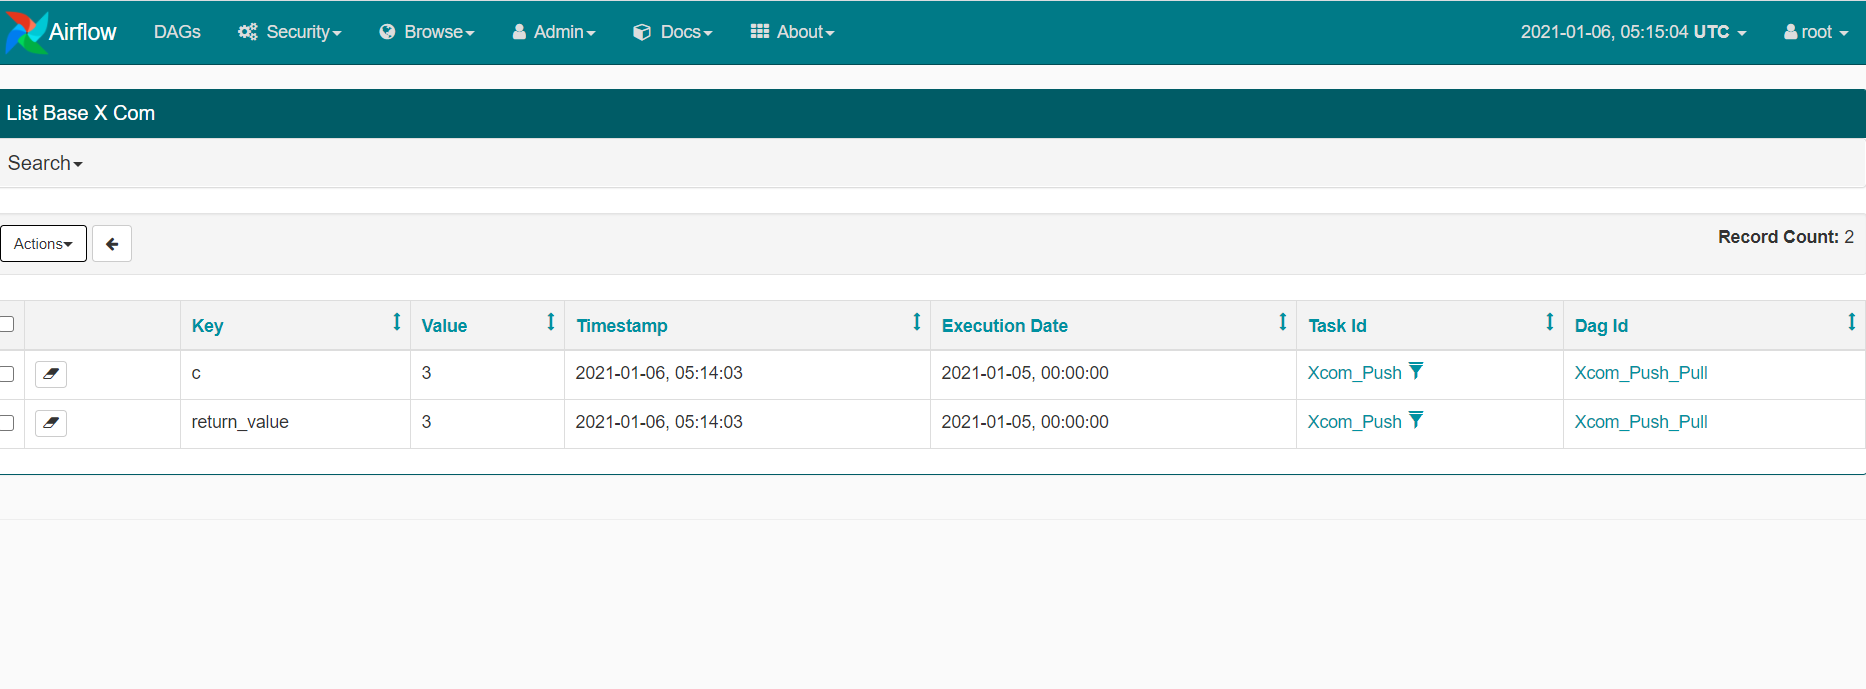 Airflow DAGs Security Browse Admin Docs About 2021-01-06, 05:15:04 UTC root
List Base X Com
Search
Actions Record Count: 2
Key Value Timestamp Execution Date Task Id Dag Id
c 3 2021-01-06, 05:14:03 2021-01-05, 00:00:00 Xcom_Push Xcom_Push_Pull
return_value 3 2021-01-06, 05:14:03 2021-01-05, 00:00:00 Xcom_Push Xcom_Push_Pull